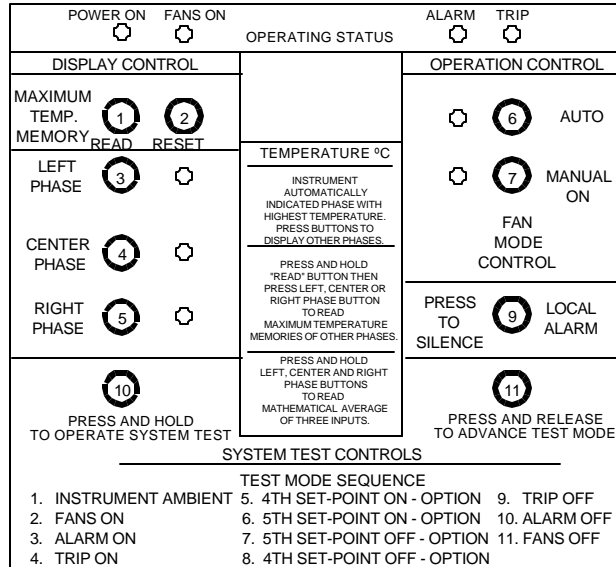 POWER ON FANS ON
OPERATING STATUS
ALARM TRIP
DISPLAY CONTROL
MAXIMUM
TEMP.
MEMORY
1
READ
2
RESET
LEFT
PHASE
3
CENTER
PHASE
4
RIGHT
PHASE
5
10
PRESS AND HOLD
TO OPERATE SYSTEM TEST
TEMPERATURE ºC
INSTRUMENT
AUTOMATICALLY
INDICATED PHASE WITH
HIGHEST TEMPERATURE.
PRESS BUTTONS TO
DISPLAY OTHER PHASES.
PRESS AND HOLD
"READ" BUTTON THEN
PRESS LEFT, CENTER OR
RIGHT PHASE BUTTON
TO READ
MAXIMUM TEMPERATURE
MEMORIES OF OTHER PHASES.
PRESS AND HOLD
LEFT, CENTER AND RIGHT
PHASE BUTTONS
TO READ
MATHEMATICAL AVERAGE
OF THREE INPUTS.
OPERATION CONTROL
6
AUTO
7
MANUAL
ON
FAN
MODE
CONTROL
PRESS
TO
SILENCE
9
LOCAL
ALARM
11
PRESS AND RELEASE
TO ADVANCE TEST MODE
SYSTEM TEST CONTROLS
TEST MODE SEQUENCE
1. INSTRUMENT AMBIENT
2. FANS ON
3. ALARM ON
4. TRIP ON
5. 4TH SET-POINT ON - OPTION
6. 5TH SET-POINT ON - OPTION
7. 5TH SET-POINT OFF - OPTION
8. 4TH SET-POINT OFF - OPTION
9. TRIP OFF
10. ALARM OFF
11. FANS OFF